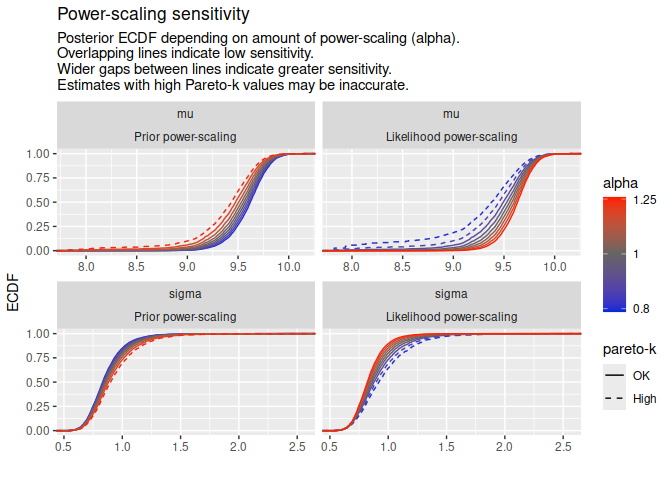 Power-scaling sensitivity
Posterior ECDF depending on amount of power-scaling (alpha).
Overlapping lines indicate low sensitivity.
Wider gaps between lines indicate greater sensitivity.
Estimates with high Pareto-k values may be inaccurate.
mu
Prior power-scaling
mu
Likelihood power-scaling
1.00
0.75
0.50
0.25
0.00
8.0 8.5 9.0 9.5 10.0
8.0 8.5 9.0 9.5 10.0
sigma
Prior power-scaling
sigma
Likelihood power-scaling
1.00
0.75
0.50
0.25
0.00
0.5 1.0 1.5 2.0 2.5
0.5 1.0 1.5 2.0 2.5
ECDF
alpha
1.25
1
0.8
pareto-k
OK
High